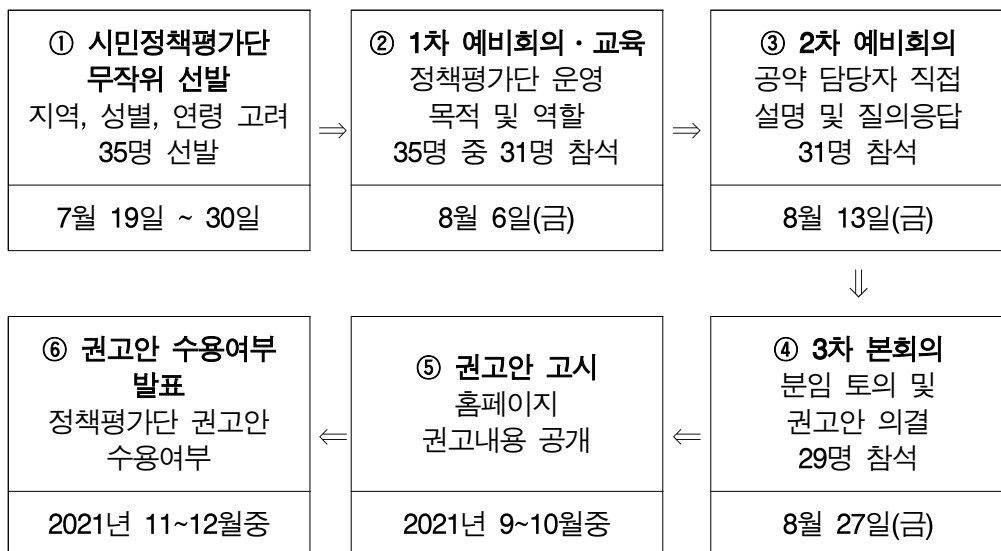 ① 시민정책평가단
무작위 선발
지역, 성별, 연령 고려
35명 선발
7월 19일 ~ 30일
⇒
② 1차 예비회의·교육
정책평가단 운영
목적 및 역할
35명 중 31명 참석
8월 6일(금)
⇒
③ 2차 예비회의
공약 담당자 직접
설명 및 질의응답
31명 참석
8월 13일(금)
⇓
④ 3차 본회의
분임 토의 및
권고안 의결
29명 참석
8월 27일(금)
⇐
⑤ 권고안 고시
홈페이지
권고내용 공개
2021년 9~10월중
⇐
⑥ 권고안 수용여부
발표
정책평가단 권고안
수용여부
2021년 11~12월중